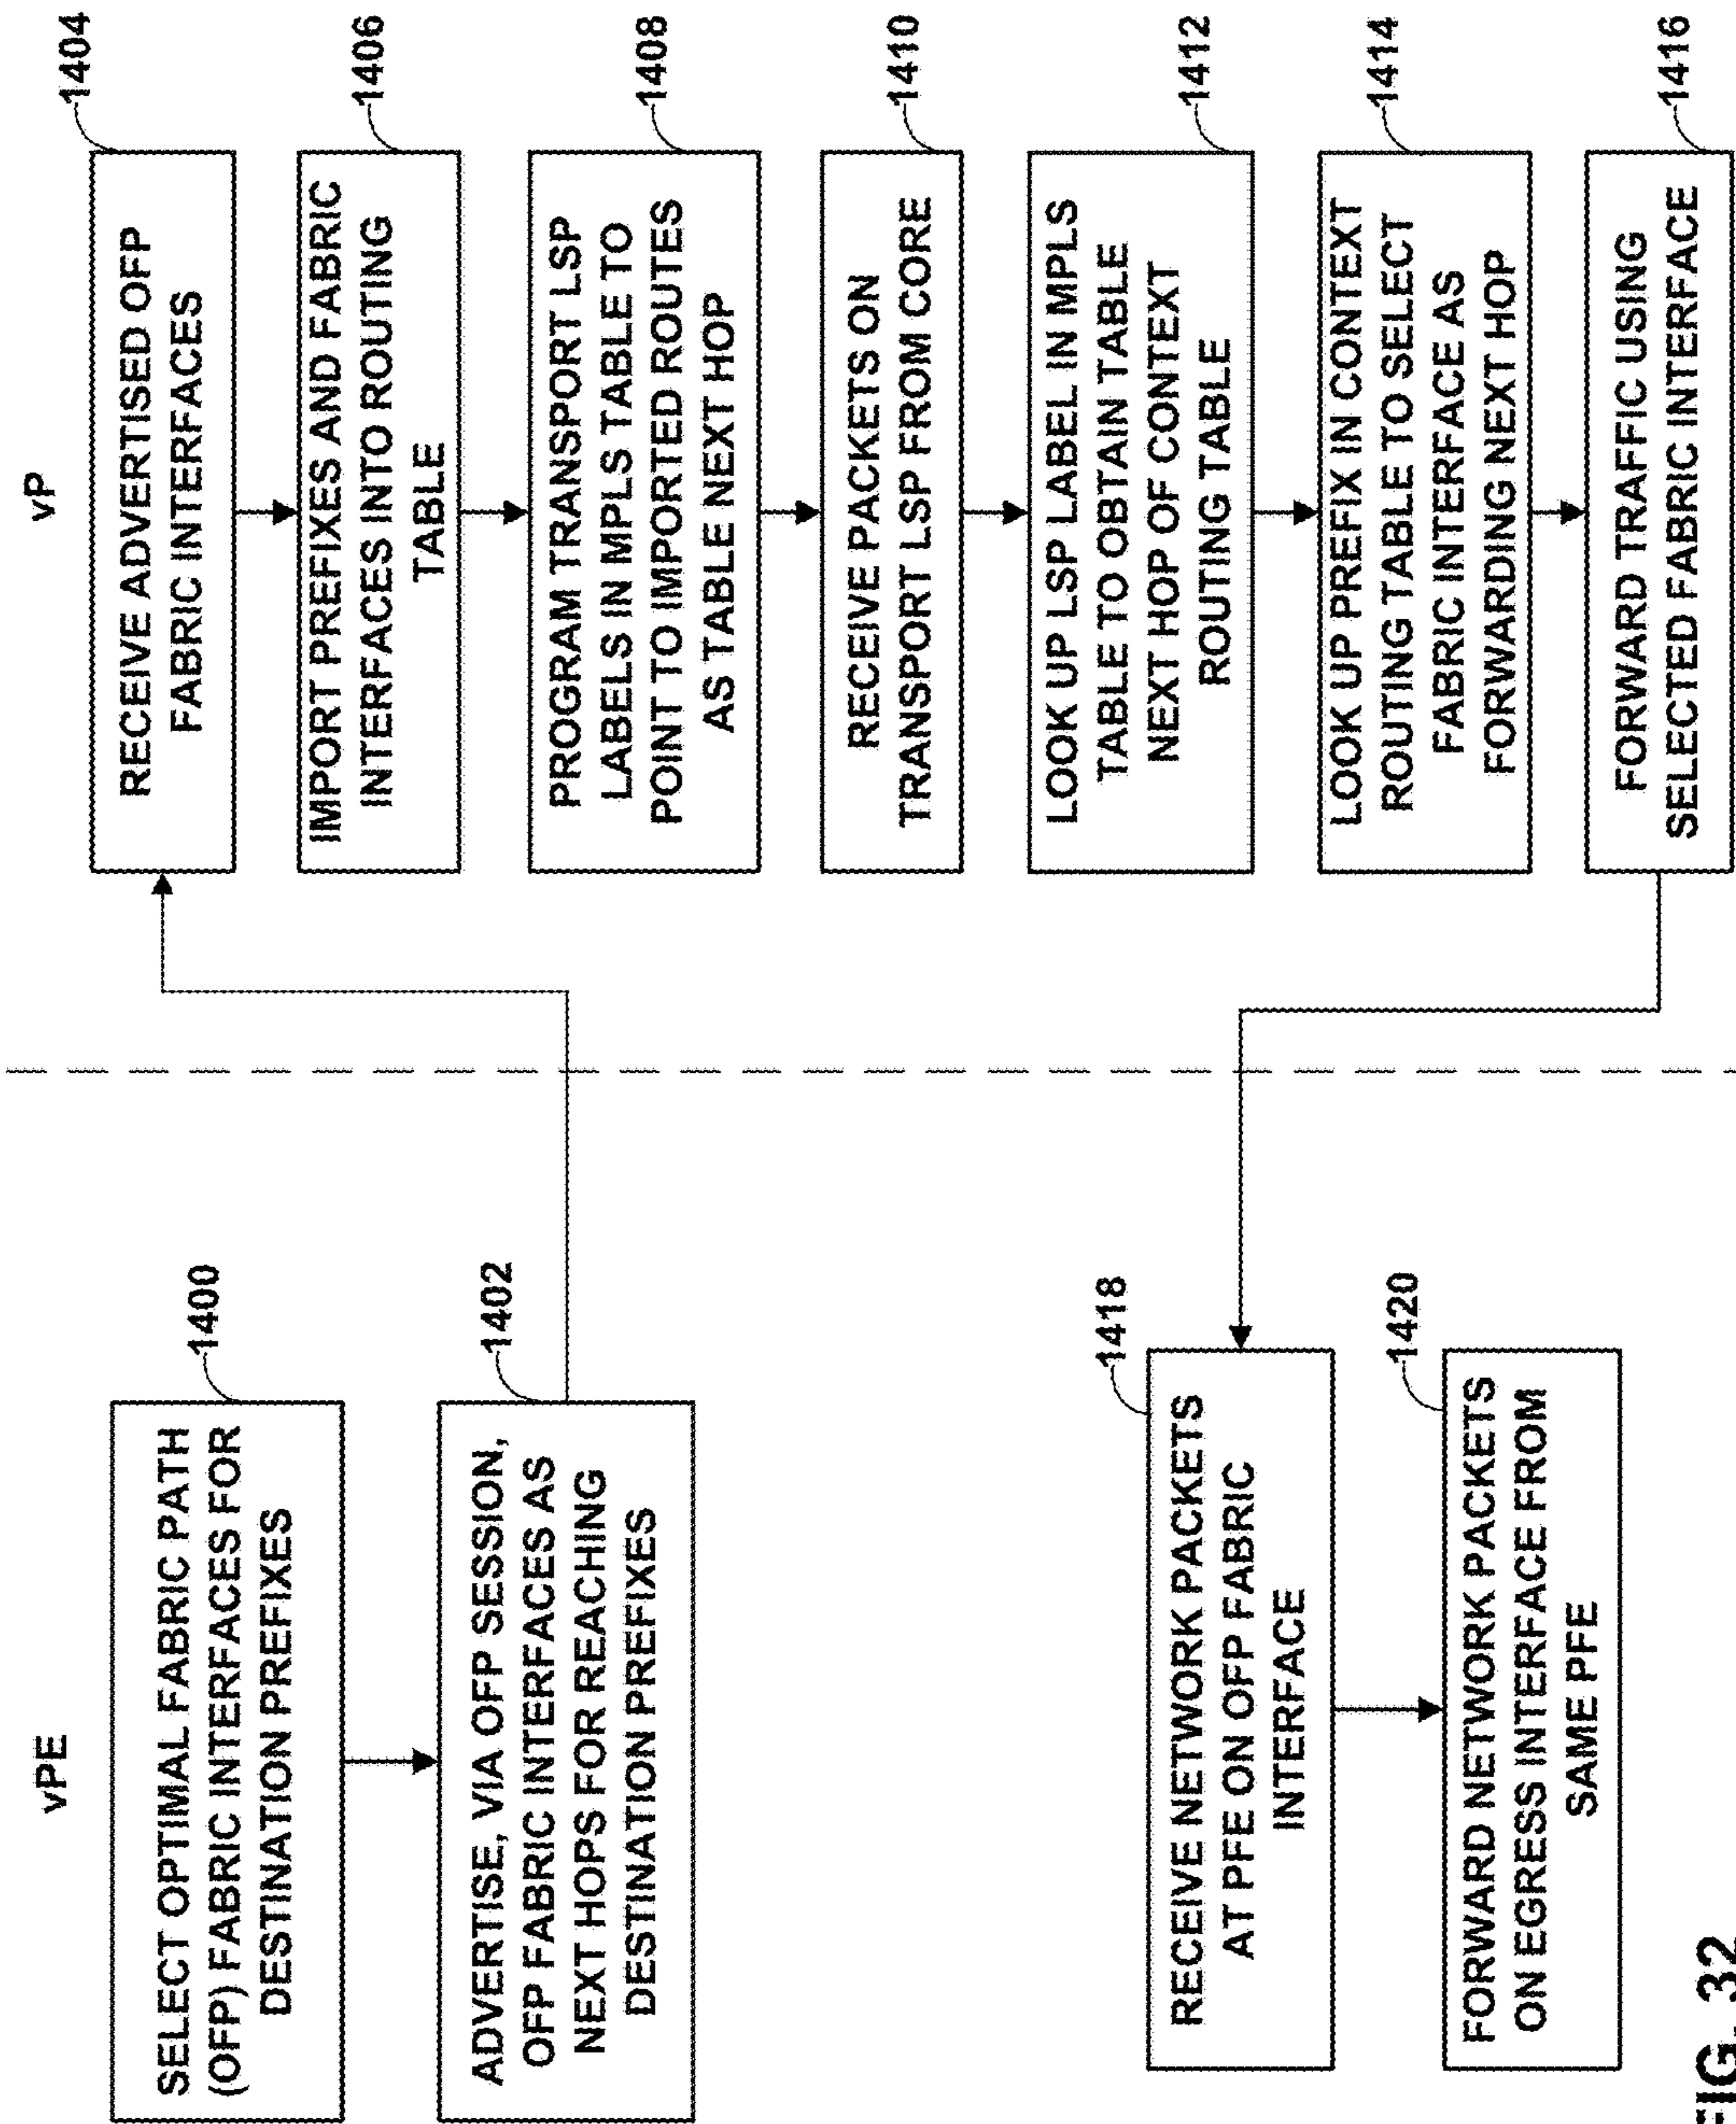 vPE
SELECT OPTIMAL FABRIC PATH
(OFP) FABRIC INTERFACES FOR
DESTINATION PREFIXES
1400
ADVERTISE, VIA OFP SESSION,
OFP FABRIC INTERFACES AS
NEXT HOPS FOR REACHING
DESTINATION PREFIXES
1402
vP
RECEIVE ADVERTISED OFP
FABRIC INTERFACES
1404
IMPORT PREFIXES AND FABRIC
INTERFACES INTO ROUTING
TABLE
1406
PROGRAM TRANSPORT LSP
LABELS IN MPLS TABLE TO
POINT TO IMPORTED ROUTES
AS TABLE NEXT HOP
1408
RECEIVE PACKETS ON
TRANSPORT LSP FROM CORE
1410
LOOK UP LSP LABEL IN MPLS
TABLE TO OBTAIN TABLE
NEXT HOP OF CONTEXT
ROUTING TABLE
1412
LOOK UP PREFIX IN CONTEXT
ROUTING TABLE TO SELECT
FABRIC INTERFACE AS
FORWARDING NEXT HOP
1414
FORWARD TRAFFIC USING
SELECTED FABRIC INTERFACE
1416
RECEIVE NETWORK PACKETS
AT PFE ON OFP FABRIC
INTERFACE
1418
FORWARD NETWORK PACKETS
ON EGRESS INTERFACE FROM
SAME PFE
1420
FIG. 32